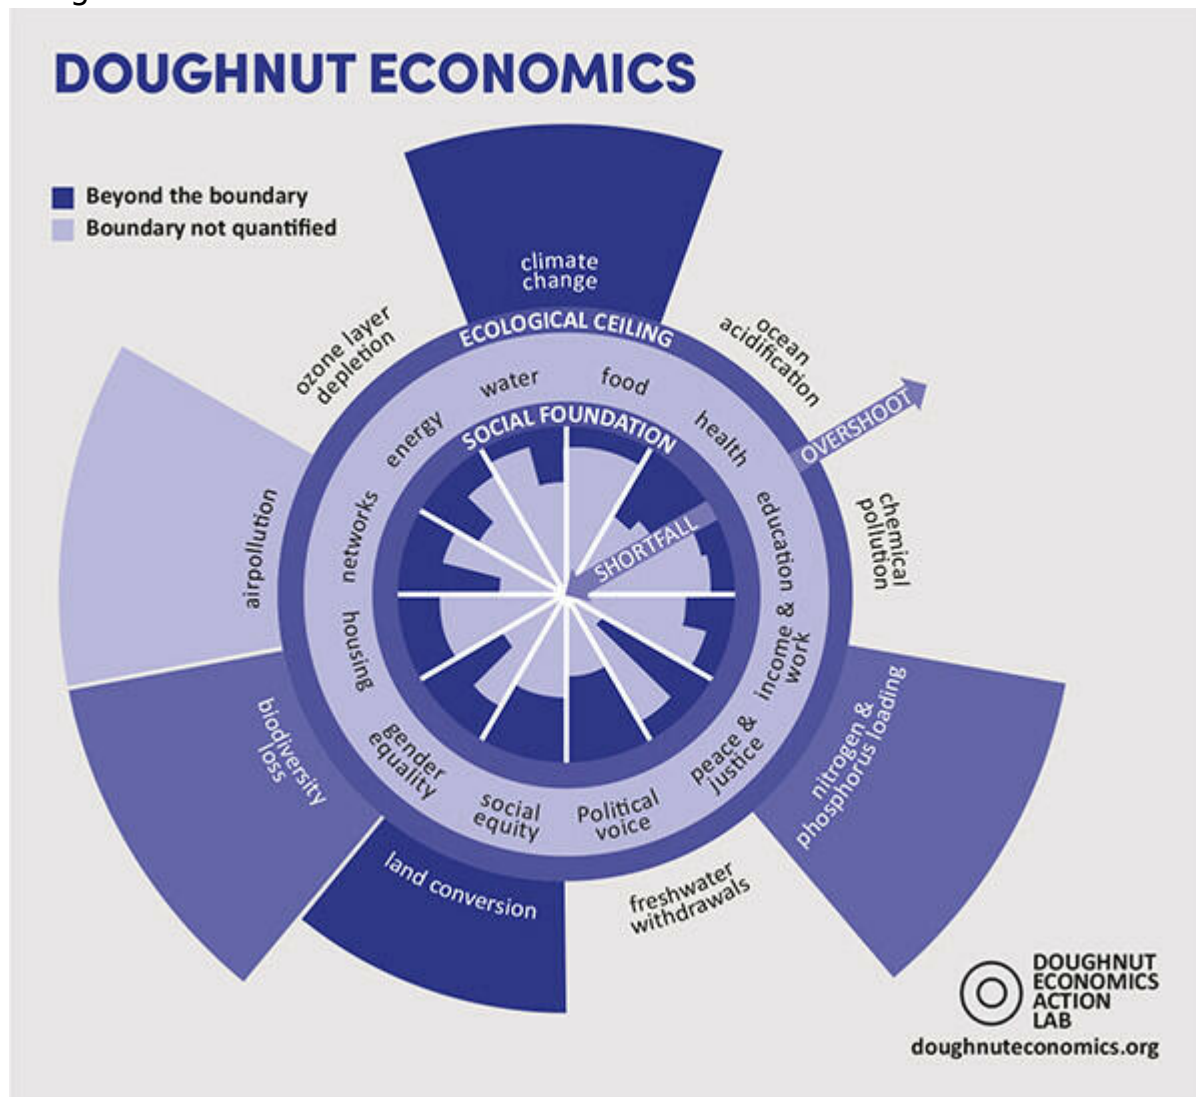 DOUGHNUT ECONOMICS
Beyond the boundary
Boundary not quantified
climate
change
ECOLOGICAL CEILING
ozone layer
depletion
ocean
acidification
OVERSHOOT
water
food
energy
health
SOCIAL FOUNDATION
networks
education
SHORTFALL
airpollution
chemical
pollution
housing
income &
work
biodiversity
loss
nitrogen &
phosphorus loading
gender
equality
peace &
justice
social
equity
Political
voice
land conversion
freshwater
withdrawals
DOUGHNUT
ECONOMICS
ACTION
LAB
doughnuteconomics.org